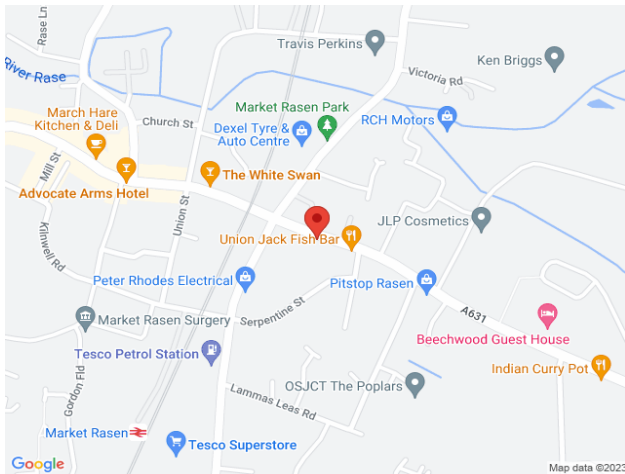 Rase Ln
Travis Perkins
Ken Briggs
River Rase
Victoria Rd
Market Rasen Park
March Hare
Kitchen & Deli
Church St
Dexel Tyre &
Auto Centre
RCH Motors
Mill St
The White Swan
Advocate Arms Hotel
Union St
JLP Cosmetics
Union Jack Fish Bar
Kilnwell Rd
Peter Rhodes Electrical
Pitstop Rasen
A631
Serpentine St
Market Rasen Surgery
Beechwood Guest House
Tesco Petrol Station
Indian Curry Pot
Gordon Fld
OSJCT The Poplars
Lammas Leas Rd
Market Rasen
Tesco Superstore
Google
Map data ©2023